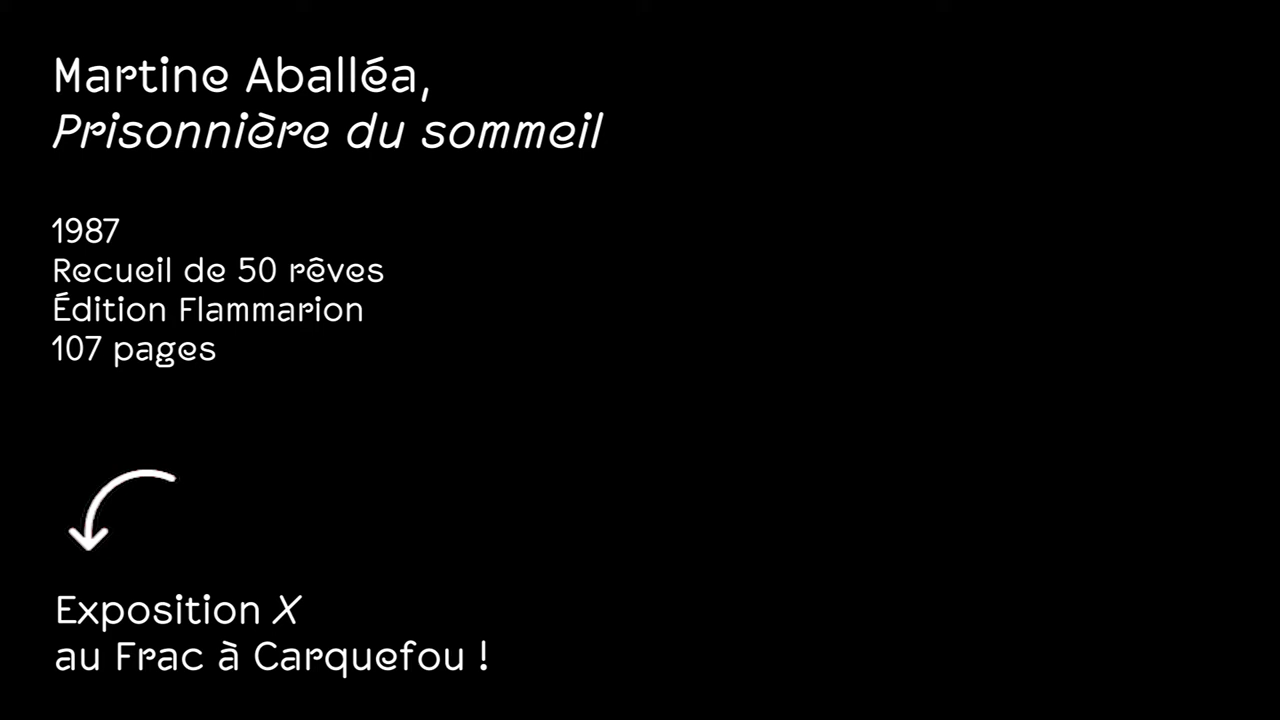 Martine Aballéa,
Prisonnière du sommeil
1987
Recueil de 50 rêves
Édition Flammarion
107 pages
Exposition X
au Frac à Carquefou !